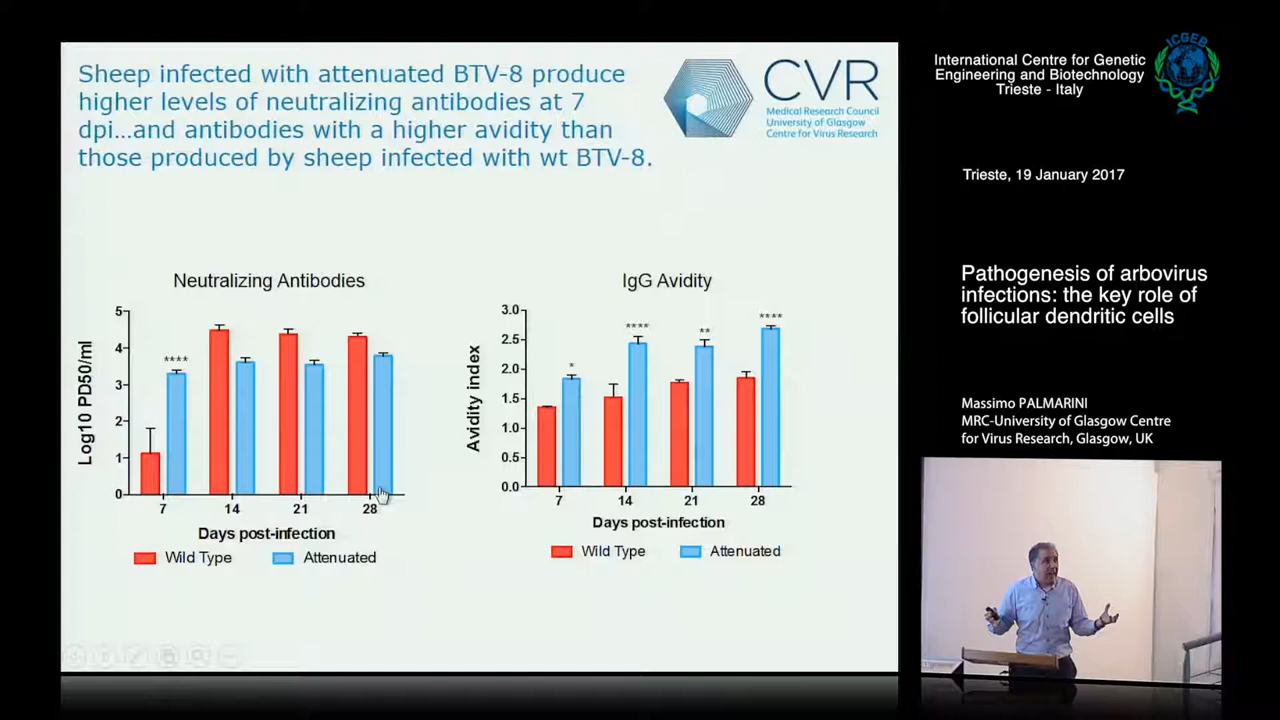 Sheep infected with attenuated BTV-8 produce
higher levels of neutralizing antibodies at 7
dpi...and antibodies with a higher avidity than
those produced by sheep infected with wt BTV-8.
CVR
Medical Research Council
University of Glasgow
Centre for Virus Research
Neutralizing Antibodies
Log10 PD50/ml
5
4
3
2
1
0
****
7 14 21 28
Days post-infection
Wild Type Attenuated
IgG Avidity
Avidity index
3.0
2.5
2.0
1.5
1.0
0.5
0.0
* **** ** ****
7 14 21 28
Days post-infection
Wild Type Attenuated
International Centre for Genetic
Engineering and Biotechnology
Trieste - Italy
ICGEB
Trieste, 19 January 2017
Pathogenesis of arbovirus
infections: the key role of
follicular dendritic cells
Massimo PALMARINI
MRC-University of Glasgow Centre
for Virus Research, Glasgow, UK